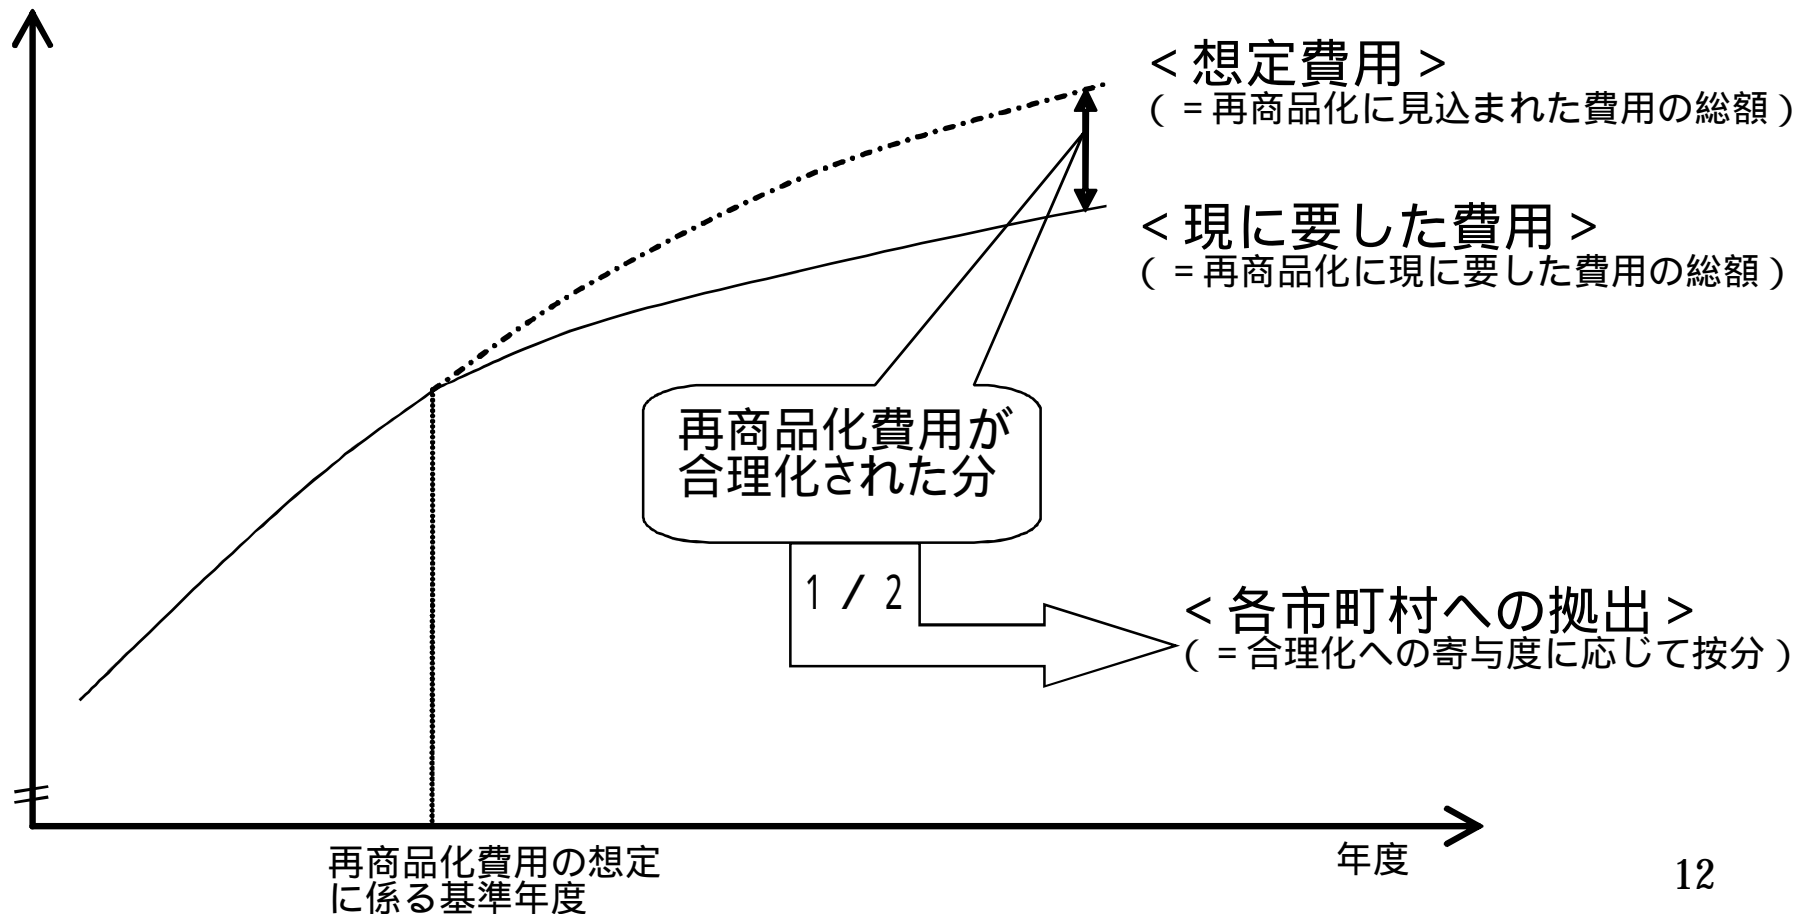 <想定費用>
(=再商品化に見込まれた費用の総額)
<現に要した費用>
(=再商品化に現に要した費用の総額)
再商品化費用が
合理化された分
1/2
<各市町村への拠出>
(=合理化への寄与度に応じて按分)
再商品化費用の想定
に係る基準年度
年度
12